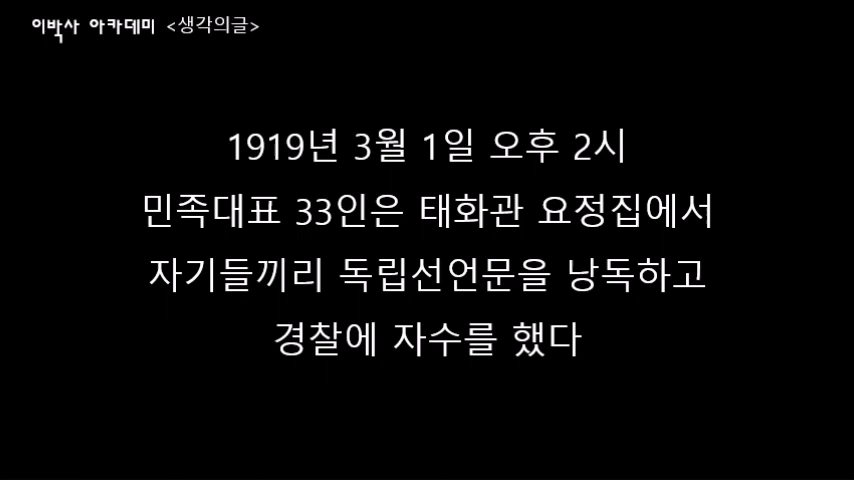 이박사 아카데미 <생각의글>
1919년 3월 1일 오후 2시
민족대표 33인은 태화관 요정집에서
자기들끼리 독립선언문을 낭독하고
경찰에 자수를 했다